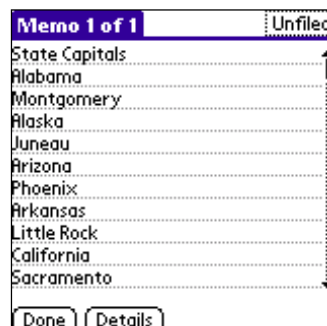 Memo 1 of 1 Unfiled
State Capitals
Alabama
Montgomery
Alaska
Juneau
Arizona
Phoenix
Arkansas
Little Rock
California
Sacramento
Done Details